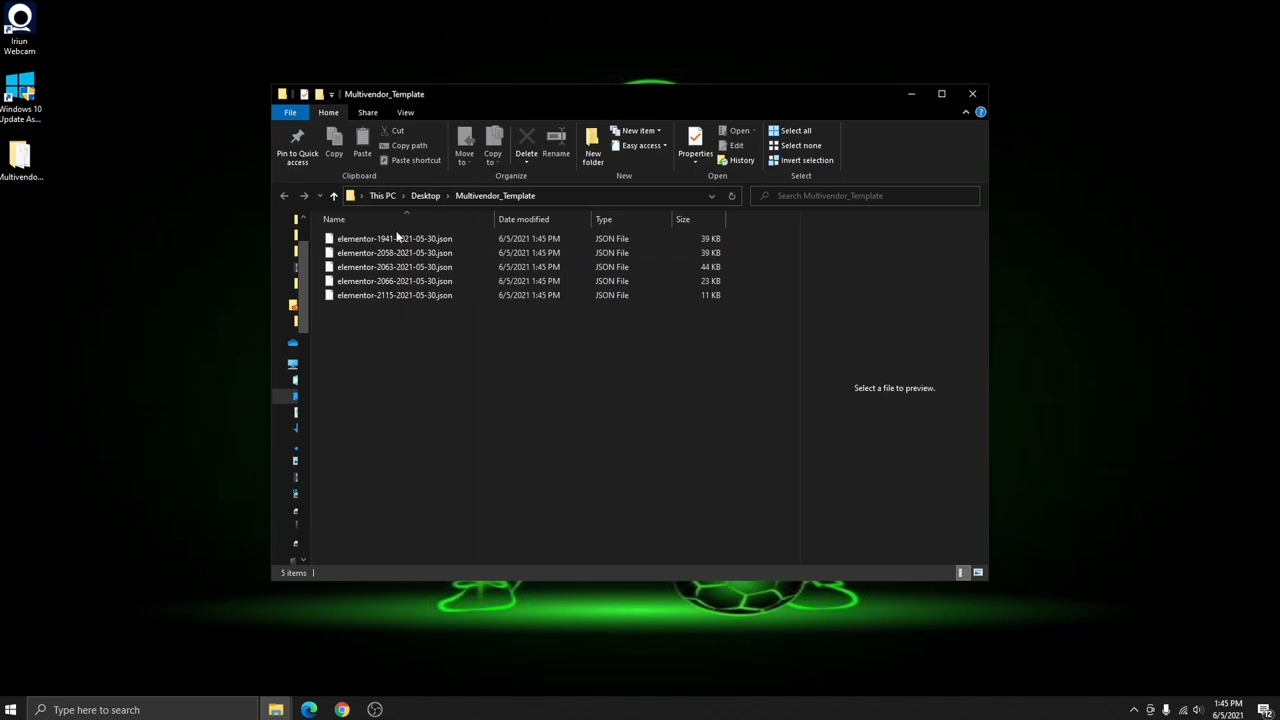 Iriun
Webcam
Windows 10
Update As...
Multivendo...
Multivendor_Template
File
Home
Share
View
Pin to Quick
access
Copy
Paste
Cut
Copy path
Paste shortcut
Clipboard
Move
to
Copy
to
Delete
Rename
Organize
New
folder
New item
Easy access
New
Properties
Open
Edit
History
Open
Select all
Select none
Invert selection
Select
This PC
Desktop
Multivendor_Template
Search Multivendor_Template
Name
Date modified
Type
Size
elementor-1941-2021-05-30.json 6/5/2021 1:45 PM JSON File 39 KB
elementor-2058-2021-05-30.json 6/5/2021 1:45 PM JSON File 39 KB
elementor-2063-2021-05-30.json 6/5/2021 1:45 PM JSON File 44 KB
elementor-2066-2021-05-30.json 6/5/2021 1:45 PM JSON File 23 KB
elementor-2115-2021-05-30.json 6/5/2021 1:45 PM JSON File 11 KB
Select a file to preview.
5 items
Type here to search
1:45 PM
6/5/2021